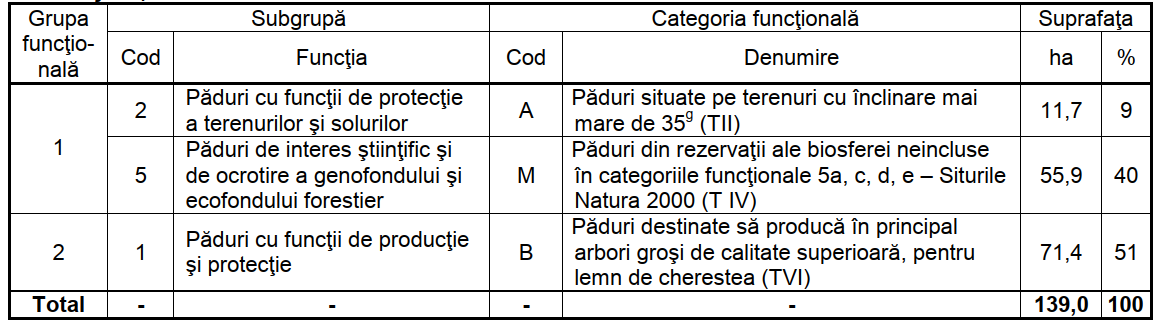 Grupa funcţio-nală | Subgrupă | Categoria funcţională | Suprafaţa
Cod | Funcţia | Cod | Denumire | ha | %
1 | 2 | Păduri cu funcţii de protecţie
a terenurilor şi solurilor | A | Păduri situate pe terenuri cu înclinare mai
mare de 35g (TII) | 11,7 | 9
5 | Păduri de interes ştiinţific şi
de ocrotire a genofondului şi
ecofondului forestier | M | Păduri din rezervaţii ale biosferei neincluse
în categoriile funcţionale 5a, c, d, e – Siturile
Natura 2000 (T IV) | 55,9 | 40
2 | 1 | Păduri cu funcţii de producţie
şi protecţie | B | Păduri destinate să producă în principal
arbori groşi de calitate superioară, pentru
lemn de cherestea (TVI) | 71,4 | 51
Total | - | - | - | - | 139,0 | 100